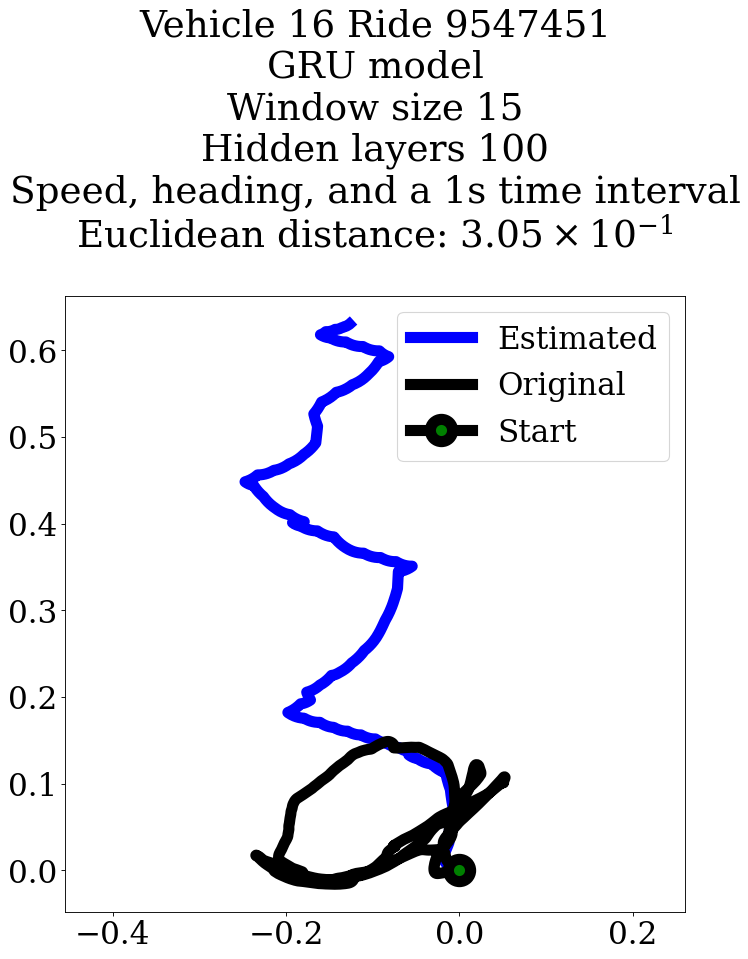 Vehicle 16 Ride 9547451
GRU model
Window size 15
Hidden layers 100
Speed, heading, and a 1s time interval
Euclidean distance: 3.05 × 10⁻¹
Estimated
Original
Start
0.6
0.5
0.4
0.3
0.2
0.1
0.0
−0.4 −0.2 0.0 0.2